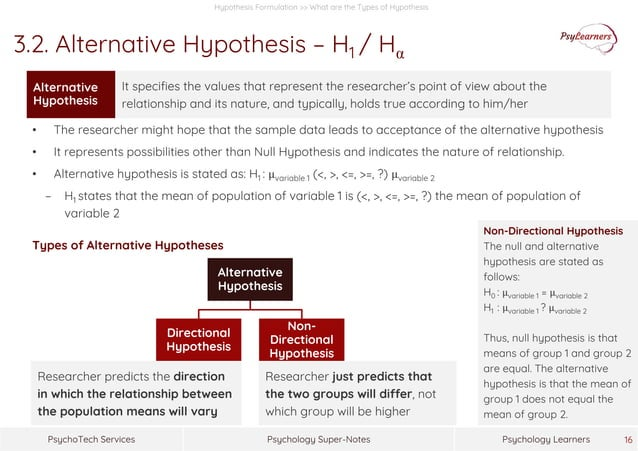 Hypothesis Formulation >> What are the Types of Hypothesis
3.2. Alternative Hypothesis – H1 / Hα
PsyLearners
Alternative
Hypothesis
It specifies the values that represent the researcher’s point of view about the
relationship and its nature, and typically, holds true according to him/her
• The researcher might hope that the sample data leads to acceptance of the alternative hypothesis
• It represents possibilities other than Null Hypothesis and indicates the nature of relationship.
• Alternative hypothesis is stated as: H1 : μvariable 1 (<, >, <=, >=, ?) μvariable 2
– H1 states that the mean of population of variable 1 is (<, >, <=, >=, ?) the mean of population of
variable 2
Types of Alternative Hypotheses
Alternative
Hypothesis
Directional
Hypothesis
Non-
Directional
Hypothesis
Researcher predicts the direction
in which the relationship between
the population means will vary
Researcher just predicts that
the two groups will differ, not
which group will be higher
Non-Directional Hypothesis
The null and alternative
hypothesis are stated as
follows:
H0 : μvariable 1 = μvariable 2
H1 : μvariable 1 ? μvariable 2
Thus, null hypothesis is that
means of group 1 and group 2
are equal. The alternative
hypothesis is that the mean of
group 1 does not equal the
mean of group 2.
PsychoTech Services
Psychology Super-Notes
Psychology Learners
16